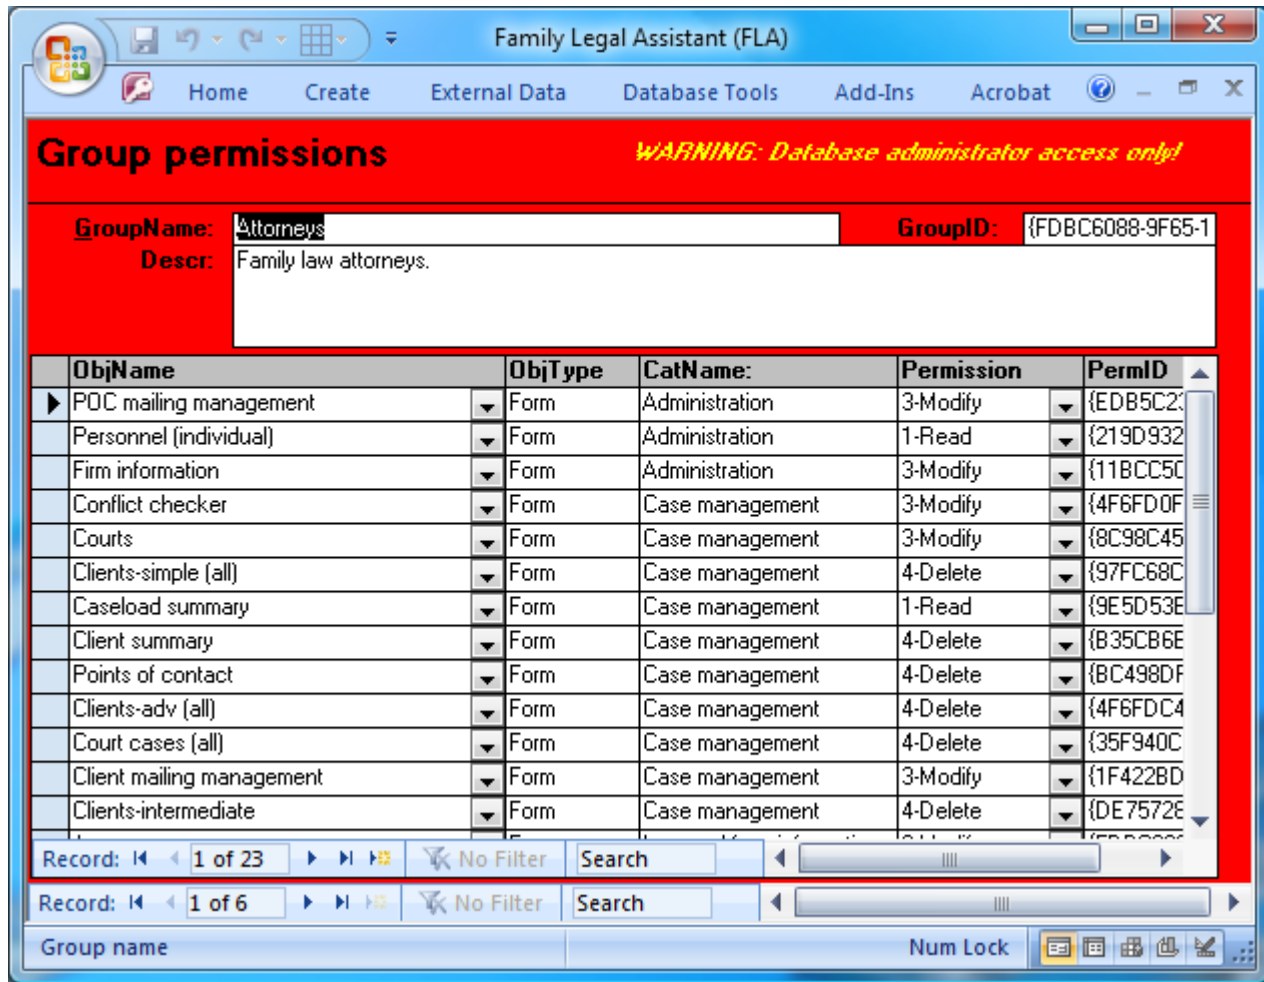 Family Legal Assistant (FLA)
Home Create External Data Database Tools Add-Ins Acrobat
Group permissions WARNING: Database administrator access only!
GroupName: Attorneys GroupID: {FDBC6088-9F65-1
Descr: Family law attorneys.
ObjName ObjType CatName: Permission PermID
POC mailing management Form Administration 3-Modify {EDB5C23
Personnel (individual) Form Administration 1-Read {219D932
Firm information Form Administration 3-Modify {11BCC50
Conflict checker Form Case management 3-Modify {4F6FD0F
Courts Form Case management 3-Modify {8C98C45
Clients-simple (all) Form Case management 4-Delete {97FC68C
Caseload summary Form Case management 1-Read {9E5D53E
Client summary Form Case management 4-Delete {B35CB6E
Points of contact Form Case management 4-Delete {BC498DF
Clients-adv (all) Form Case management 4-Delete {4F6FDC4
Court cases (all) Form Case management 4-Delete {35F940C
Client mailing management Form Case management 3-Modify {1F422BD
Clients-intermediate Form Case management 4-Delete {DE75728
Record: 1 of 23 No Filter Search
Record: 1 of 6 No Filter Search
Group name Num Lock